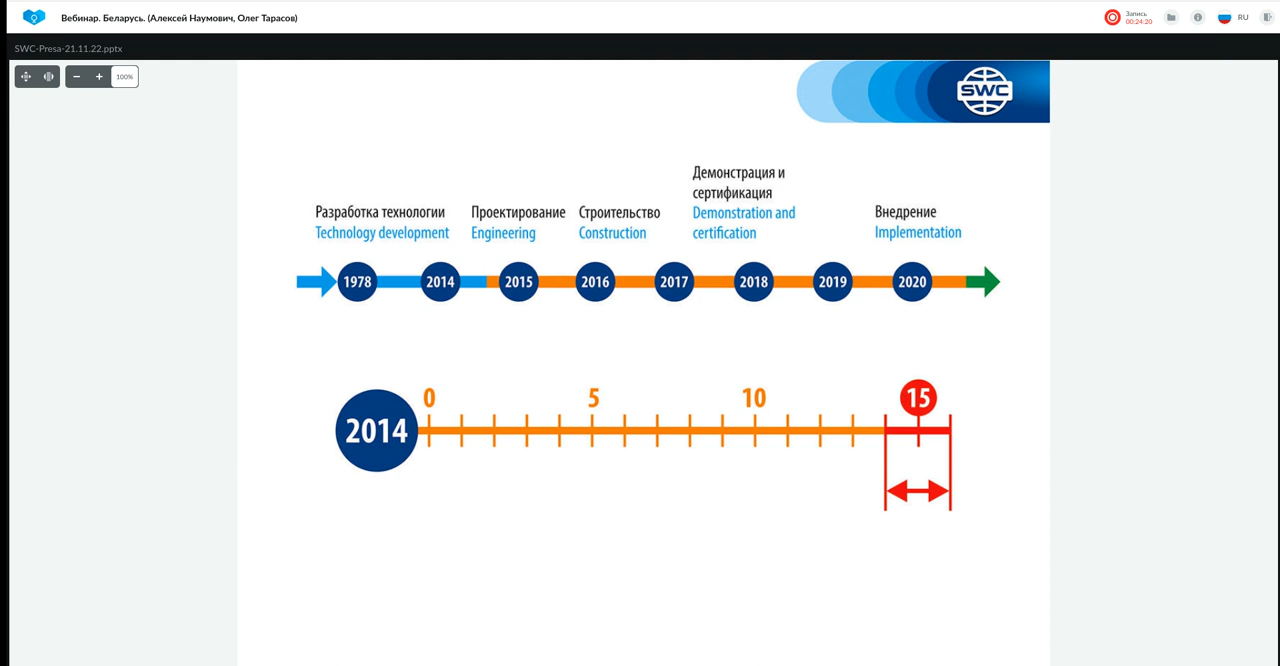 Вебинар. Беларусь. (Алексей Наумович, Олег Тарасов)
Запись
00:24:20
RU
SWC-Presa-21.11.22.pptx
100%
SWC
Разработка технологии
Technology development
Проектирование
Engineering
Строительство
Construction
Демонстрация и
сертификация
Demonstration and
certification
Внедрение
Implementation
1978 2014 2015 2016 2017 2018 2019 2020
0 5 10 15
2014